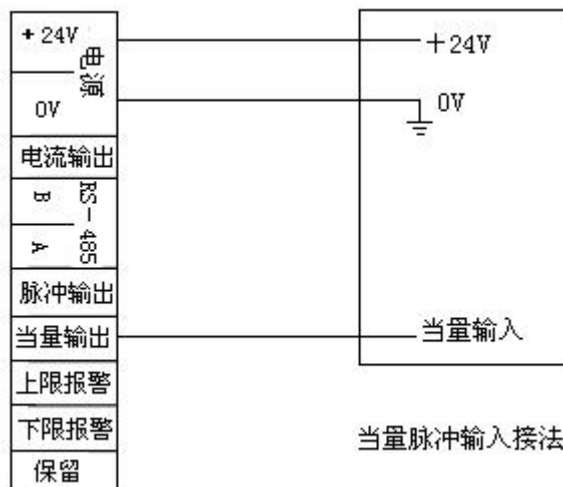 +24V
0V
电源
电流输出
B
A
RS-485
脉冲输出
当量输出
上限报警
下限报警
保留
+24V
0V
当量输入
当量脉冲输入接法